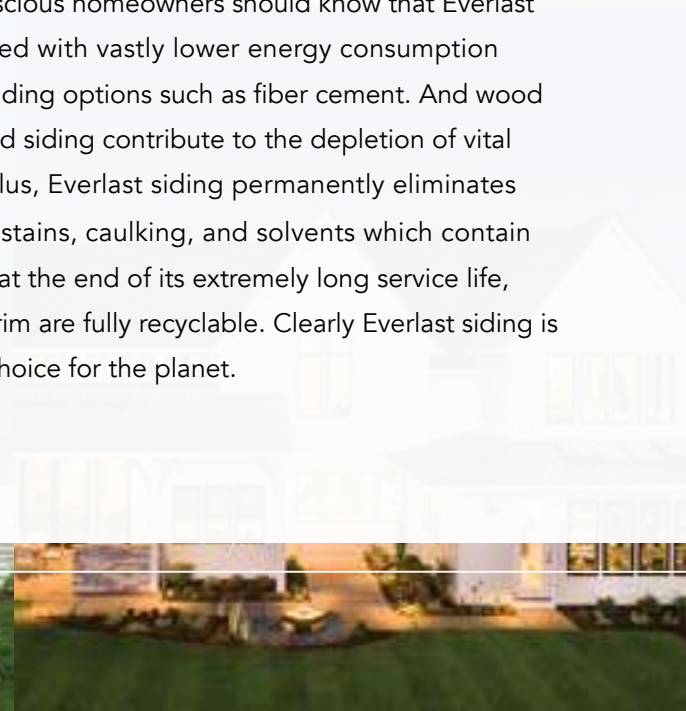 scious homeowners should know that Everlast
ed with vastly lower energy consumption
ding options such as fiber cement. And wood
d siding contribute to the depletion of vital
lus, Everlast siding permanently eliminates
stains, caulking, and solvents which contain
at the end of its extremely long service life,
rim are fully recyclable. Clearly Everlast siding is
hoice for the planet.